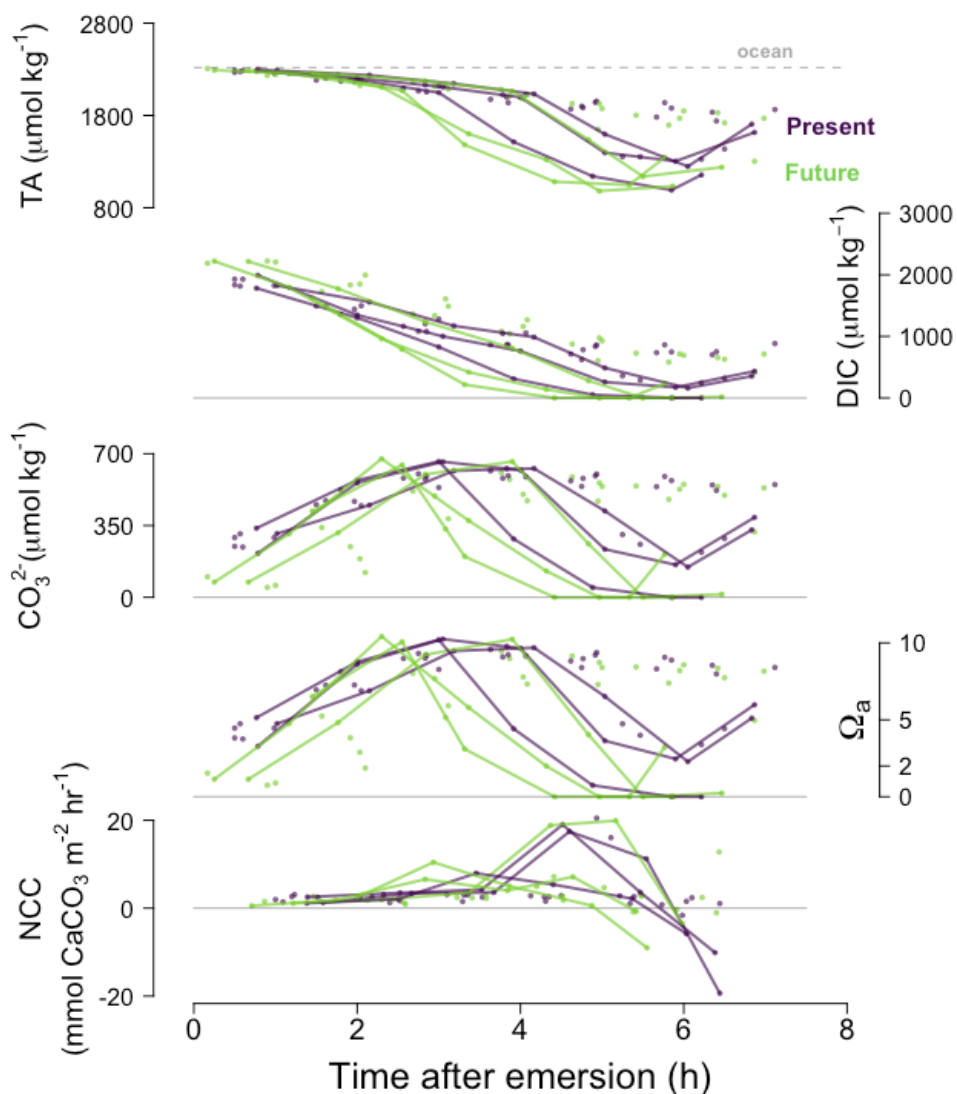 2800
1800
800
TA (μmol kg⁻¹)
ocean
Present
Future
3000
2000
1000
0
DIC (μmol kg⁻¹)
700
350
0
CO₃²⁻(μmol kg⁻¹)
10
5
2
0
Ωₐ
20
0
-20
NCC
(mmol CaCO₃ m⁻² hr⁻¹)
0 2 4 6 8
Time after emersion (h)